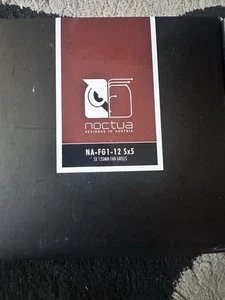 noctua
DESIGNED IN AUSTRIA
NA-FG1-12 Sx5
5X 120MM FAN GRILLS